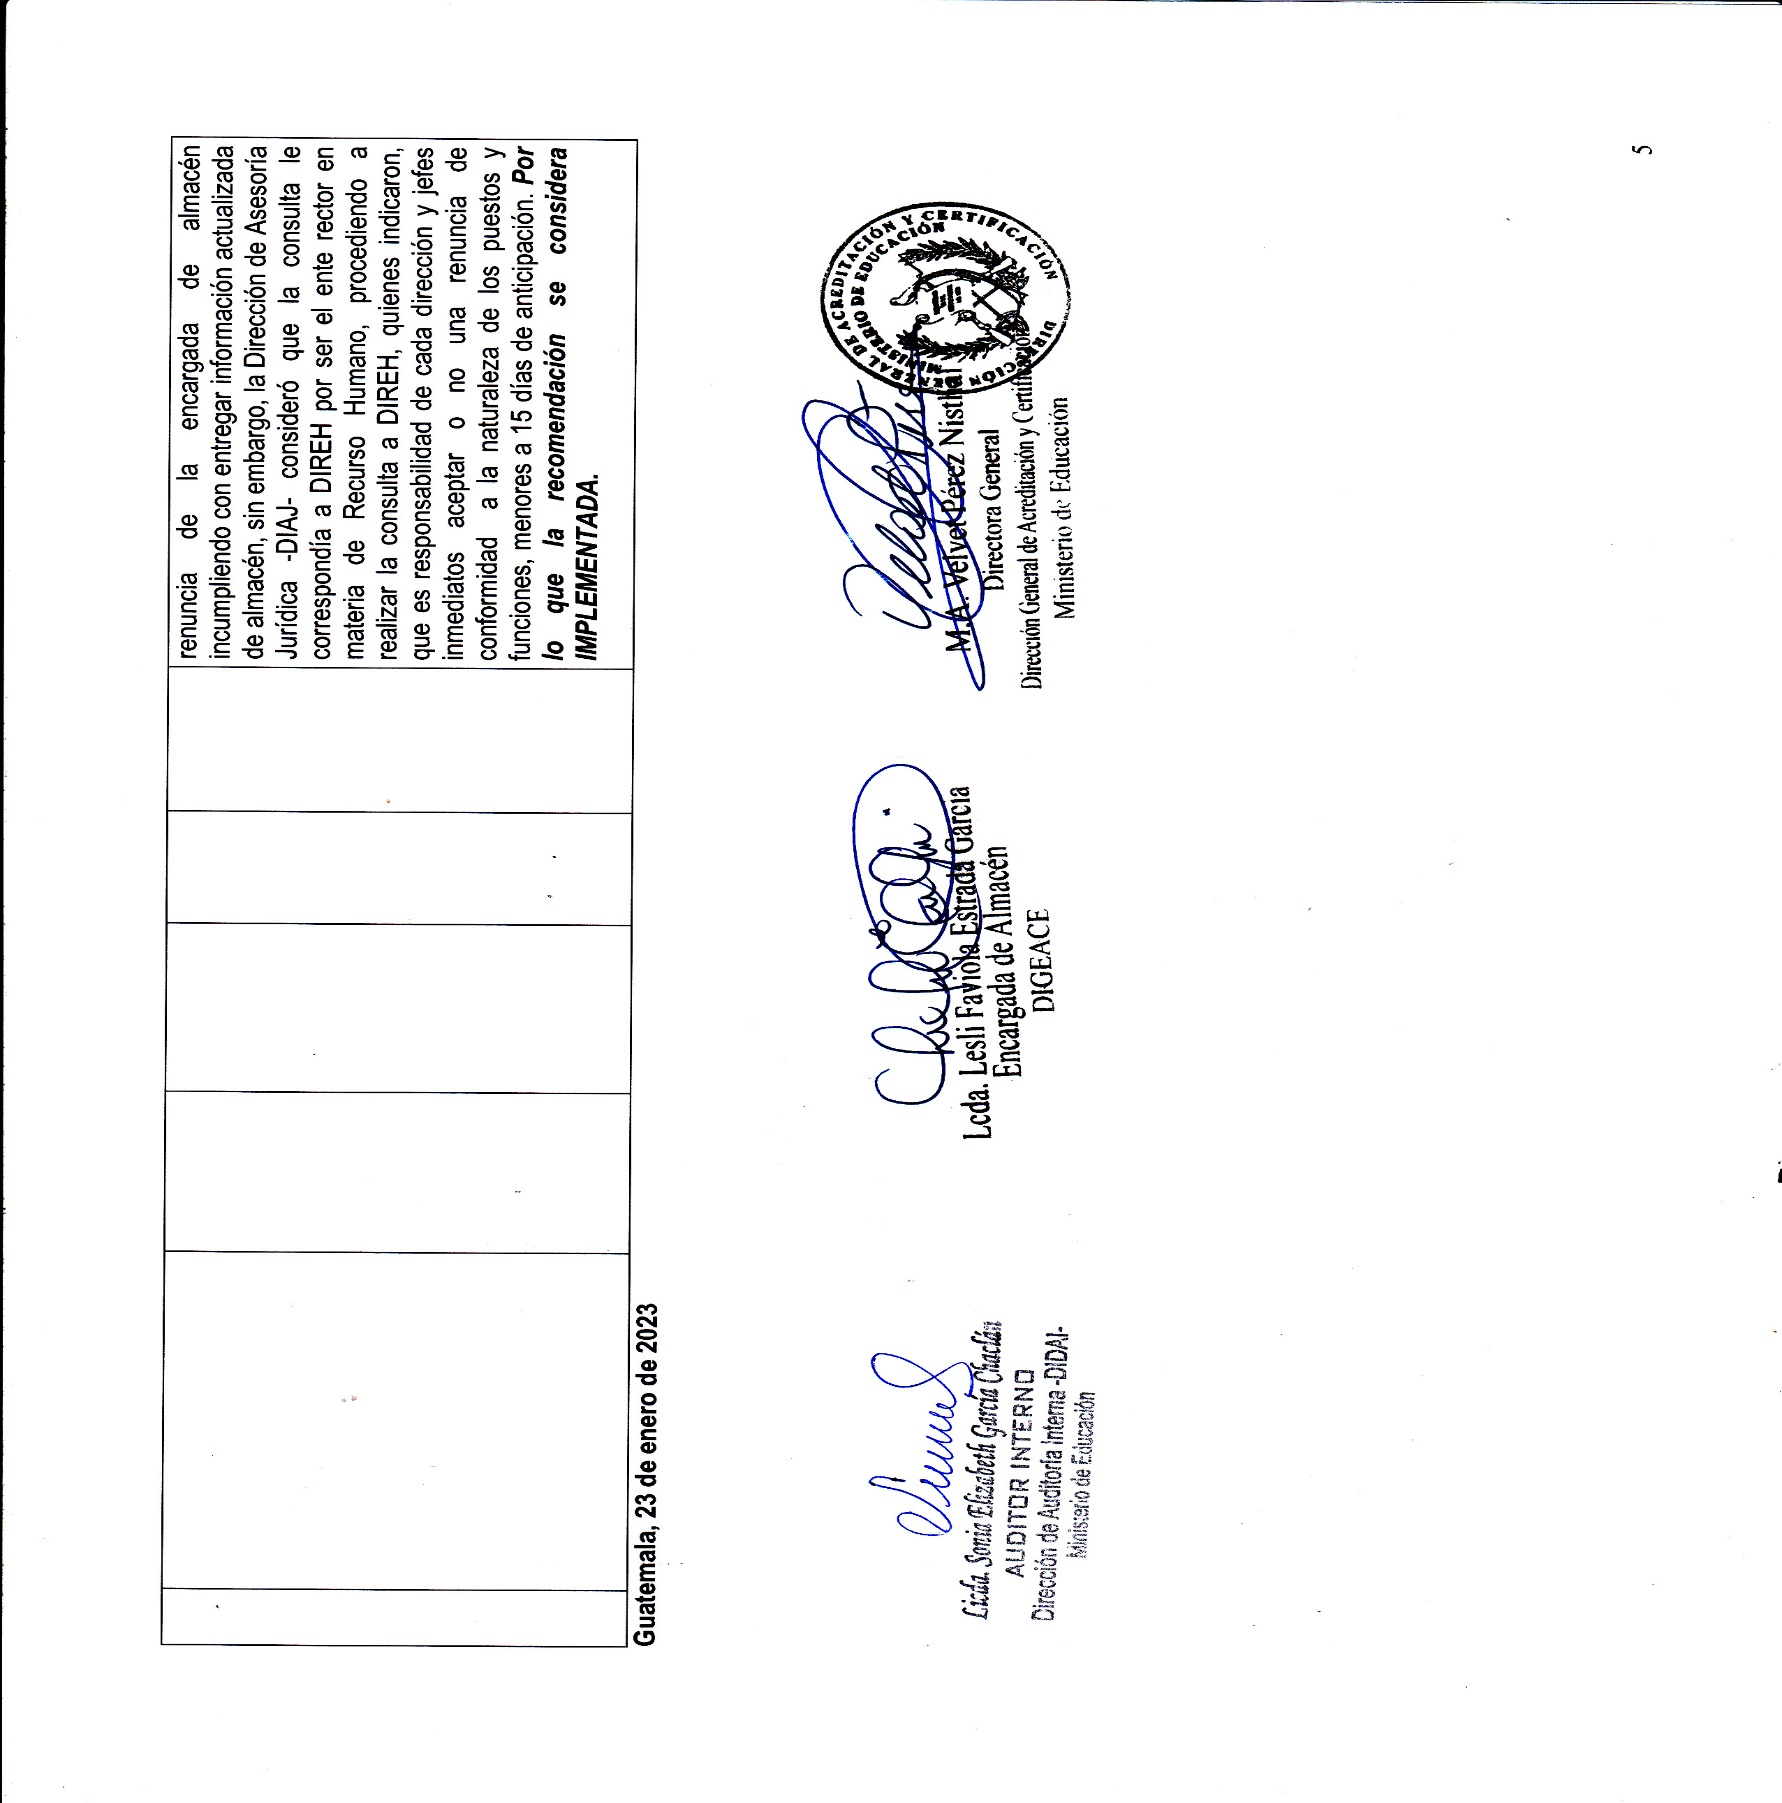 renuncia de la encargada de almacén
incumpliendo con entregar información actualizada
de almacén, sin embargo, la Dirección de Asesoría
Jurídica -DIAJ- consideró que la consulta le
correspondía a DIREH por ser el ente rector en
materia de Recurso Humano, procediendo a
realizar la consulta a DIREH, quienes indicaron,
que es responsabilidad de cada dirección y jefes
inmediatos aceptar o no una renuncia de
conformidad a la naturaleza de los puestos y
funciones, menores a 15 días de anticipación. Por
lo que la recomendación se considera
IMPLEMENTADA.
Guatemala, 23 de enero de 2023
Licda. Sonia Elizabeth García Chaclán
AUDITOR INTERNO
Dirección de Auditoría Interna -DIDAI-
Ministerio de Educación
Lcda. Lesli Faviola Estrada García
Encargada de Almacén
DIGEACE
M.A. Velvet Pérez Nisthal
Directora General
Dirección General de Acreditación y Certificación
Ministerio de Educación
DIRECCIÓN GENERAL DE ACREDITACIÓN Y CERTIFICACIÓN
MINISTERIO DE EDUCACIÓN
5